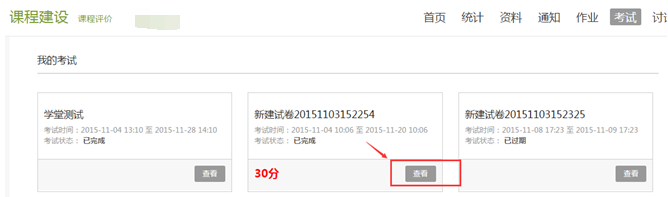 课程建设 课程评价
首页 统计 资料 通知 作业 考试
我的考试
学堂测试
考试时间：2015-11-04 13:10 至 2015-11-28 14:10
考试状态： 已完成
查看
新建试卷20151103152254
考试时间：2015-11-04 10:06 至 2015-11-20 10:06
考试状态： 已完成
30分 查看
新建试卷20151103152325
考试时间：2015-11-08 17:23 至 2015-11-09 17:23
考试状态： 已过期
查看